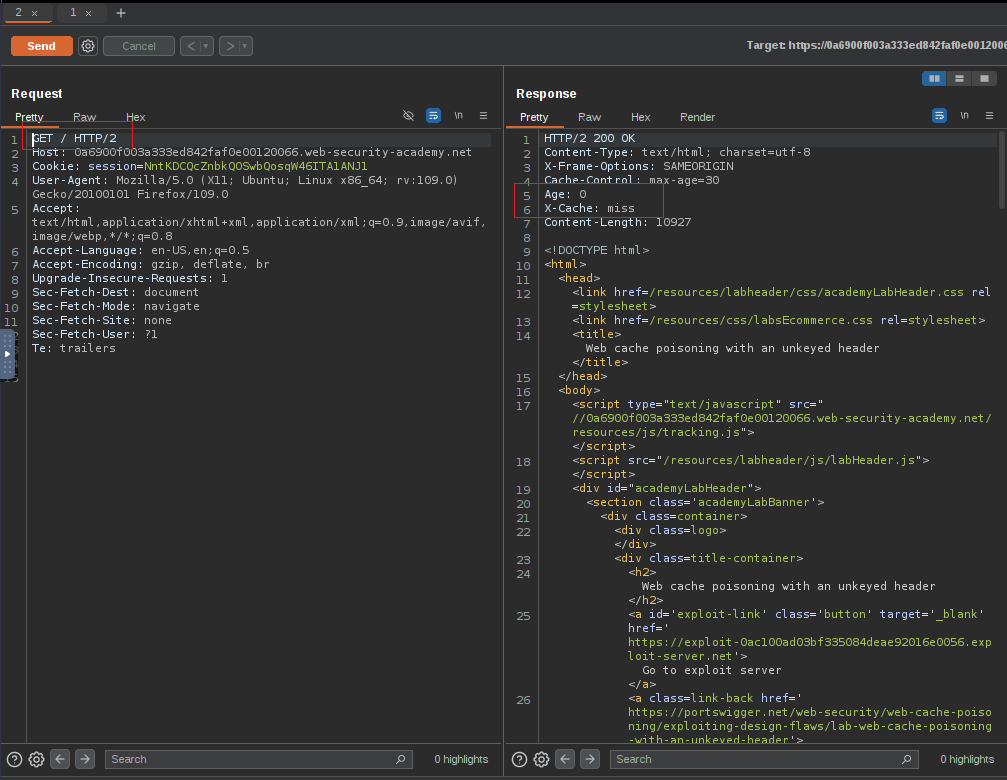 2 × 1 × +
Send Cancel < > Target: https://0a6900f003a333ed842faf0e0012006
Request
Pretty Raw Hex \n
1 GET / HTTP/2
2 Host: 0a6900f003a333ed842faf0e00120066.web-security-academy.net
3 Cookie: session=NntKDCQcZnbkQOSwbQosqW46ITAlANJl
4 User-Agent: Mozilla/5.0 (X11; Ubuntu; Linux x86_64; rv:109.0)
Gecko/20100101 Firefox/109.0
5 Accept:
text/html,application/xhtml+xml,application/xml;q=0.9,image/avif,
image/webp,*/*;q=0.8
6 Accept-Language: en-US,en;q=0.5
7 Accept-Encoding: gzip, deflate, br
8 Upgrade-Insecure-Requests: 1
9 Sec-Fetch-Dest: document
10 Sec-Fetch-Mode: navigate
11 Sec-Fetch-Site: none
Sec-Fetch-User: ?1
Te: trailers
Search 0 highlights
Response
Pretty Raw Hex Render \n
1 HTTP/2 200 OK
2 Content-Type: text/html; charset=utf-8
3 X-Frame-Options: SAMEORIGIN
4 Cache-Control: max-age=30
5 Age: 0
6 X-Cache: miss
7 Content-Length: 10927
8
9 <!DOCTYPE html>
10 <html>
11 <head>
12 <link href=/resources/labheader/css/academyLabHeader.css rel
=stylesheet>
13 <link href=/resources/css/labsEcommerce.css rel=stylesheet>
14 <title>
Web cache poisoning with an unkeyed header
</title>
15 </head>
16 <body>
17 <script type="text/javascript" src="
//0a6900f003a333ed842faf0e00120066.web-security-academy.net/
resources/js/tracking.js">
</script>
18 <script src="/resources/labheader/js/labHeader.js">
</script>
19 <div id="academyLabHeader">
20 <section class='academyLabBanner'>
21 <div class=container>
22 <div class=logo>
</div>
23 <div class=title-container>
24 <h2>
Web cache poisoning with an unkeyed header
</h2>
25 <a id='exploit-link' class='button' target='_blank'
href='
https://exploit-0ac100ad03bf335084deae92016e0056.exp
loit-server.net'>
Go to exploit server
</a>
26 <a class=link-back href='
https://portswigger.net/web-security/web-cache-poiso
ning/exploiting-design-flaws/lab-web-cache-poisoning
-with-an-unkeyed-header'>
Search 0 highlights